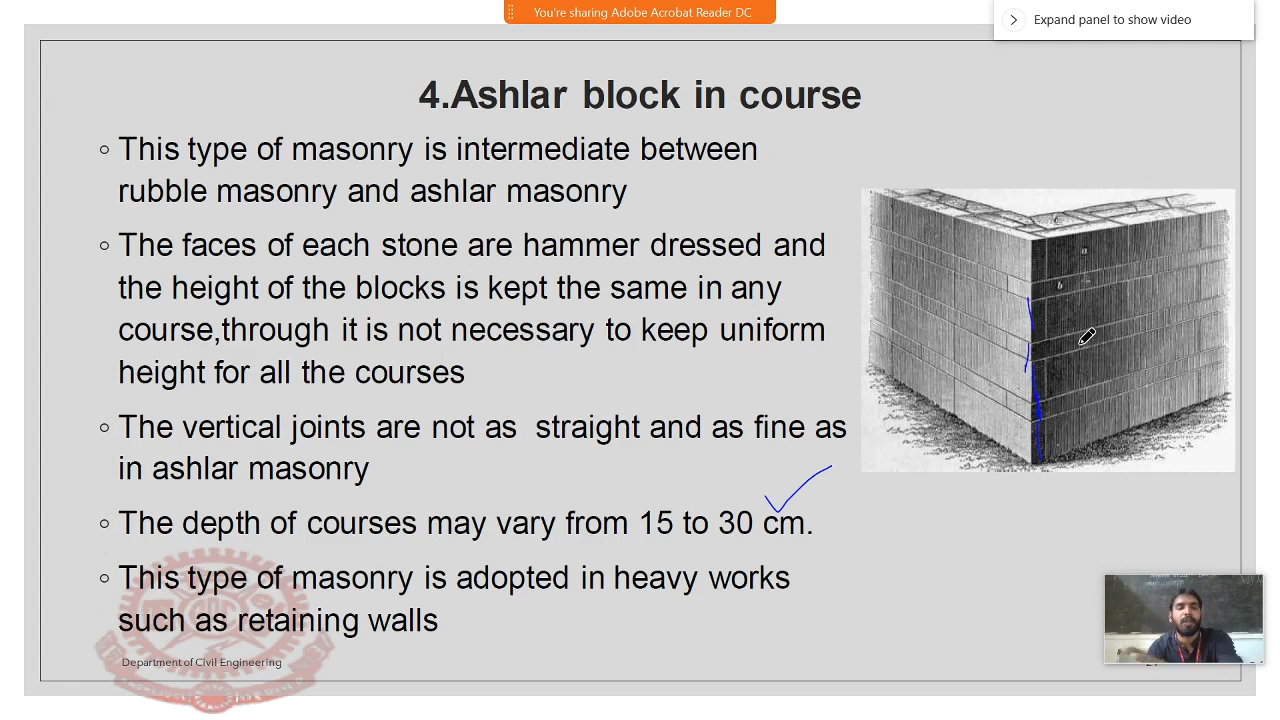 You're sharing Adobe Acrobat Reader DC
Expand panel to show video
4.Ashlar block in course
This type of masonry is intermediate between
rubble masonry and ashlar masonry
The faces of each stone are hammer dressed and
the height of the blocks is kept the same in any
course,through it is not necessary to keep uniform
height for all the courses
The vertical joints are not as straight and as fine as
in ashlar masonry
The depth of courses may vary from 15 to 30 cm.
This type of masonry is adopted in heavy works
such as retaining walls
Department of Civil Engineering
c
a
b